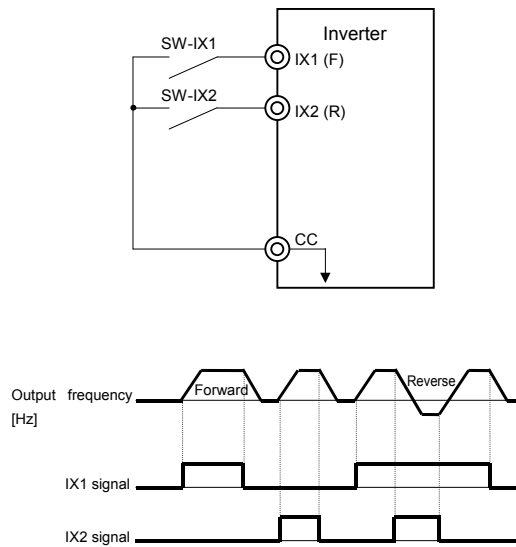 Inverter
SW-IX1
IX1 (F)
SW-IX2
IX2 (R)
CC
Output frequency
[Hz]
Forward
Reverse
IX1 signal
IX2 signal